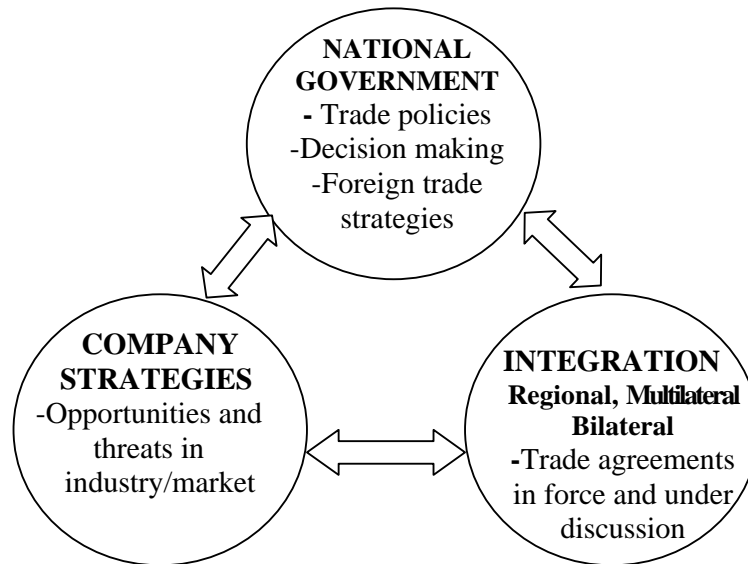 NATIONAL
GOVERNMENT
- Trade policies
-Decision making
-Foreign trade
strategies
COMPANY
STRATEGIES
-Opportunities and
threats in
industry/market
INTEGRATION
Regional, Multilateral
Bilateral
-Trade agreements
in force and under
discussion